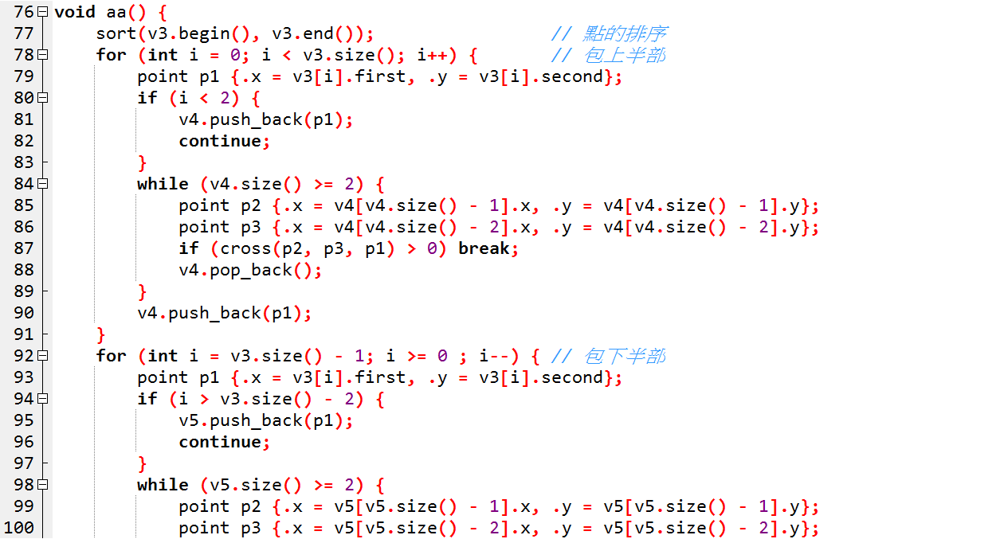 76 void aa() {
77     sort(v3.begin(), v3.end());                 // 點的排序
78     for (int i = 0; i < v3.size(); i++) {       // 包上半部
79         point p1 {.x = v3[i].first, .y = v3[i].second};
80         if (i < 2) {
81             v4.push_back(p1);
82             continue;
83         }
84         while (v4.size() >= 2) {
85             point p2 {.x = v4[v4.size() - 1].x, .y = v4[v4.size() - 1].y};
86             point p3 {.x = v4[v4.size() - 2].x, .y = v4[v4.size() - 2].y};
87             if (cross(p2, p3, p1) > 0) break;
88             v4.pop_back();
89         }
90         v4.push_back(p1);
91     }
92     for (int i = v3.size() - 1; i >= 0 ; i--) { // 包下半部
93         point p1 {.x = v3[i].first, .y = v3[i].second};
94         if (i > v3.size() - 2) {
95             v5.push_back(p1);
96             continue;
97         }
98         while (v5.size() >= 2) {
99             point p2 {.x = v5[v5.size() - 1].x, .y = v5[v5.size() - 1].y};
100             point p3 {.x = v5[v5.size() - 2].x, .y = v5[v5.size() - 2].y};